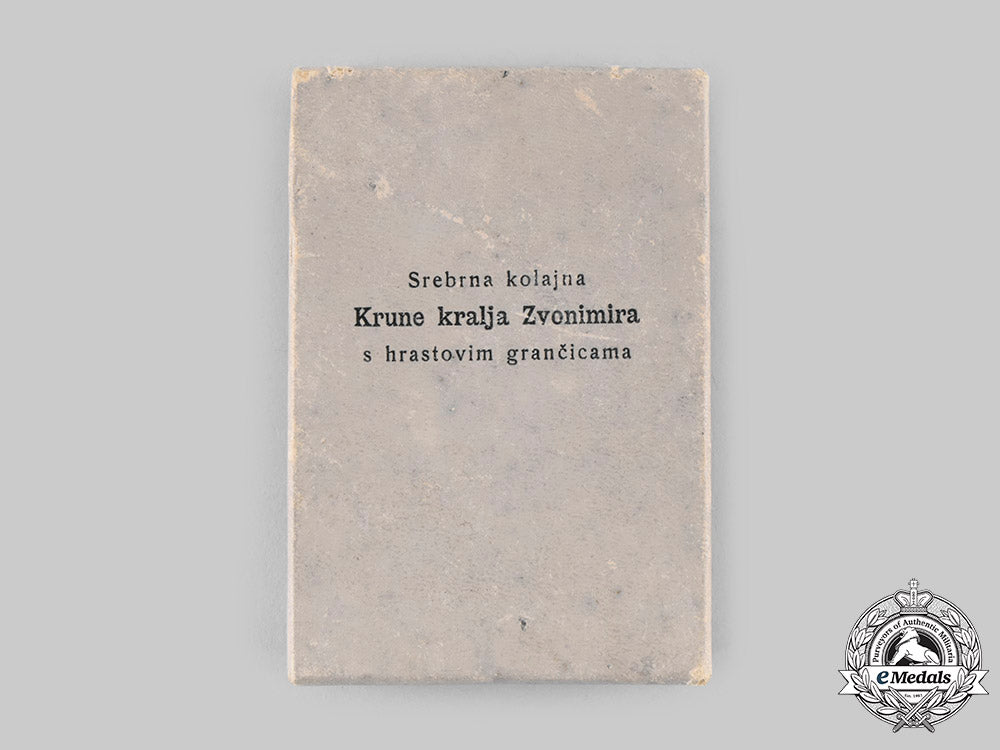 Srebrna kolajna
Krune kralja Zvonimira
s hrastovim grančicama
Purveyors of Authentic Militaria
eMedals